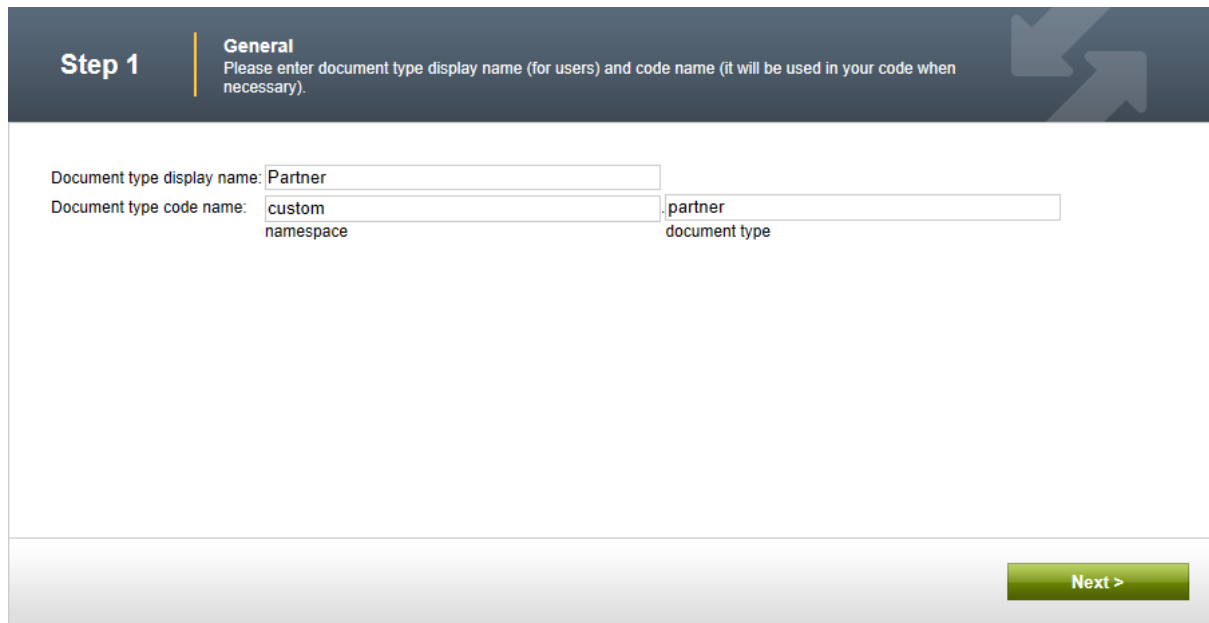 Step 1
General
Please enter document type display name (for users) and code name (it will be used in your code when
necessary).
Document type display name: Partner
Document type code name: custom .partner
namespace document type
Next >